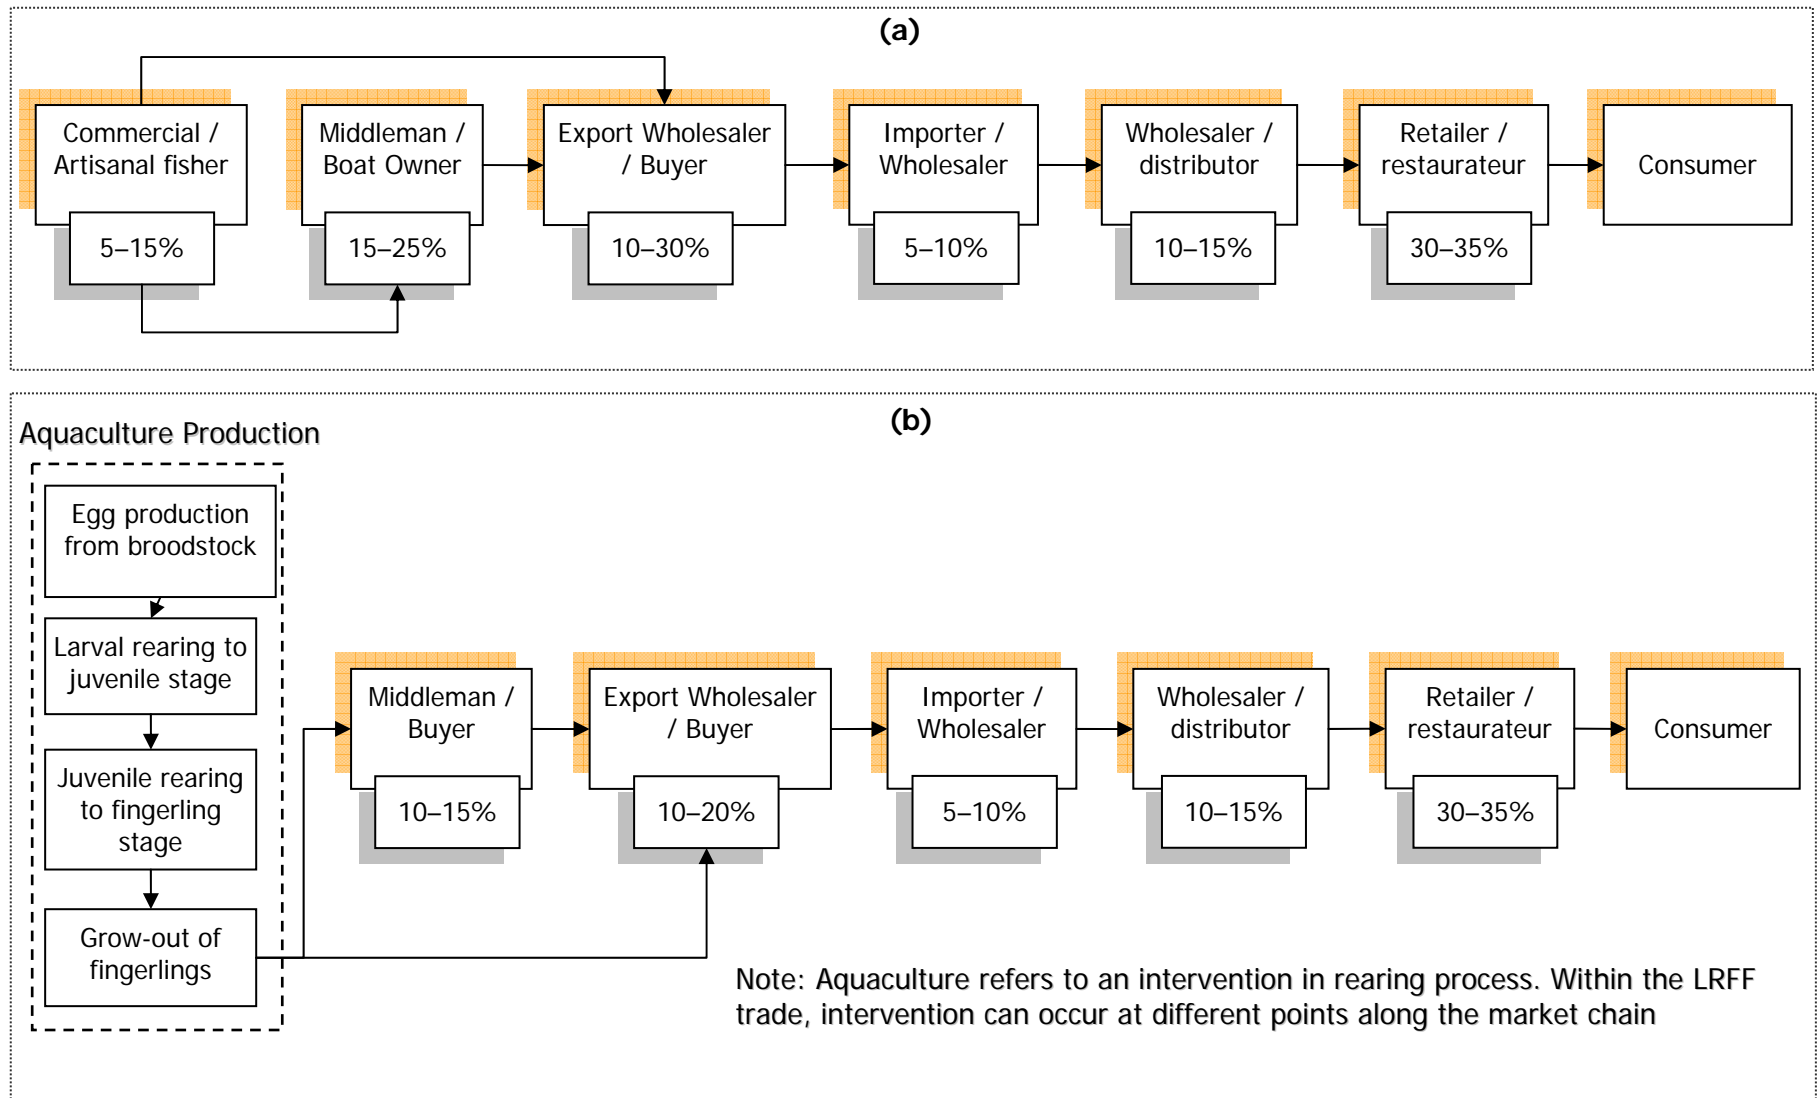 (a)
Commercial /
Artisanal fisher
5–15%
Middleman /
Boat Owner
15–25%
Export Wholesaler
/ Buyer
10–30%
Importer /
Wholesaler
5–10%
Wholesaler /
distributor
10–15%
Retailer /
restaurateur
30–35%
Consumer
(b)
Aquaculture Production
Egg production
from broodstock
Larval rearing to
juvenile stage
Juvenile rearing
to fingerling
stage
Grow-out of
fingerlings
Middleman /
Buyer
10–15%
Export Wholesaler
/ Buyer
10–20%
Importer /
Wholesaler
5–10%
Wholesaler /
distributor
10–15%
Retailer /
restaurateur
30–35%
Consumer
Note: Aquaculture refers to an intervention in rearing process. Within the LRFF
trade, intervention can occur at different points along the market chain